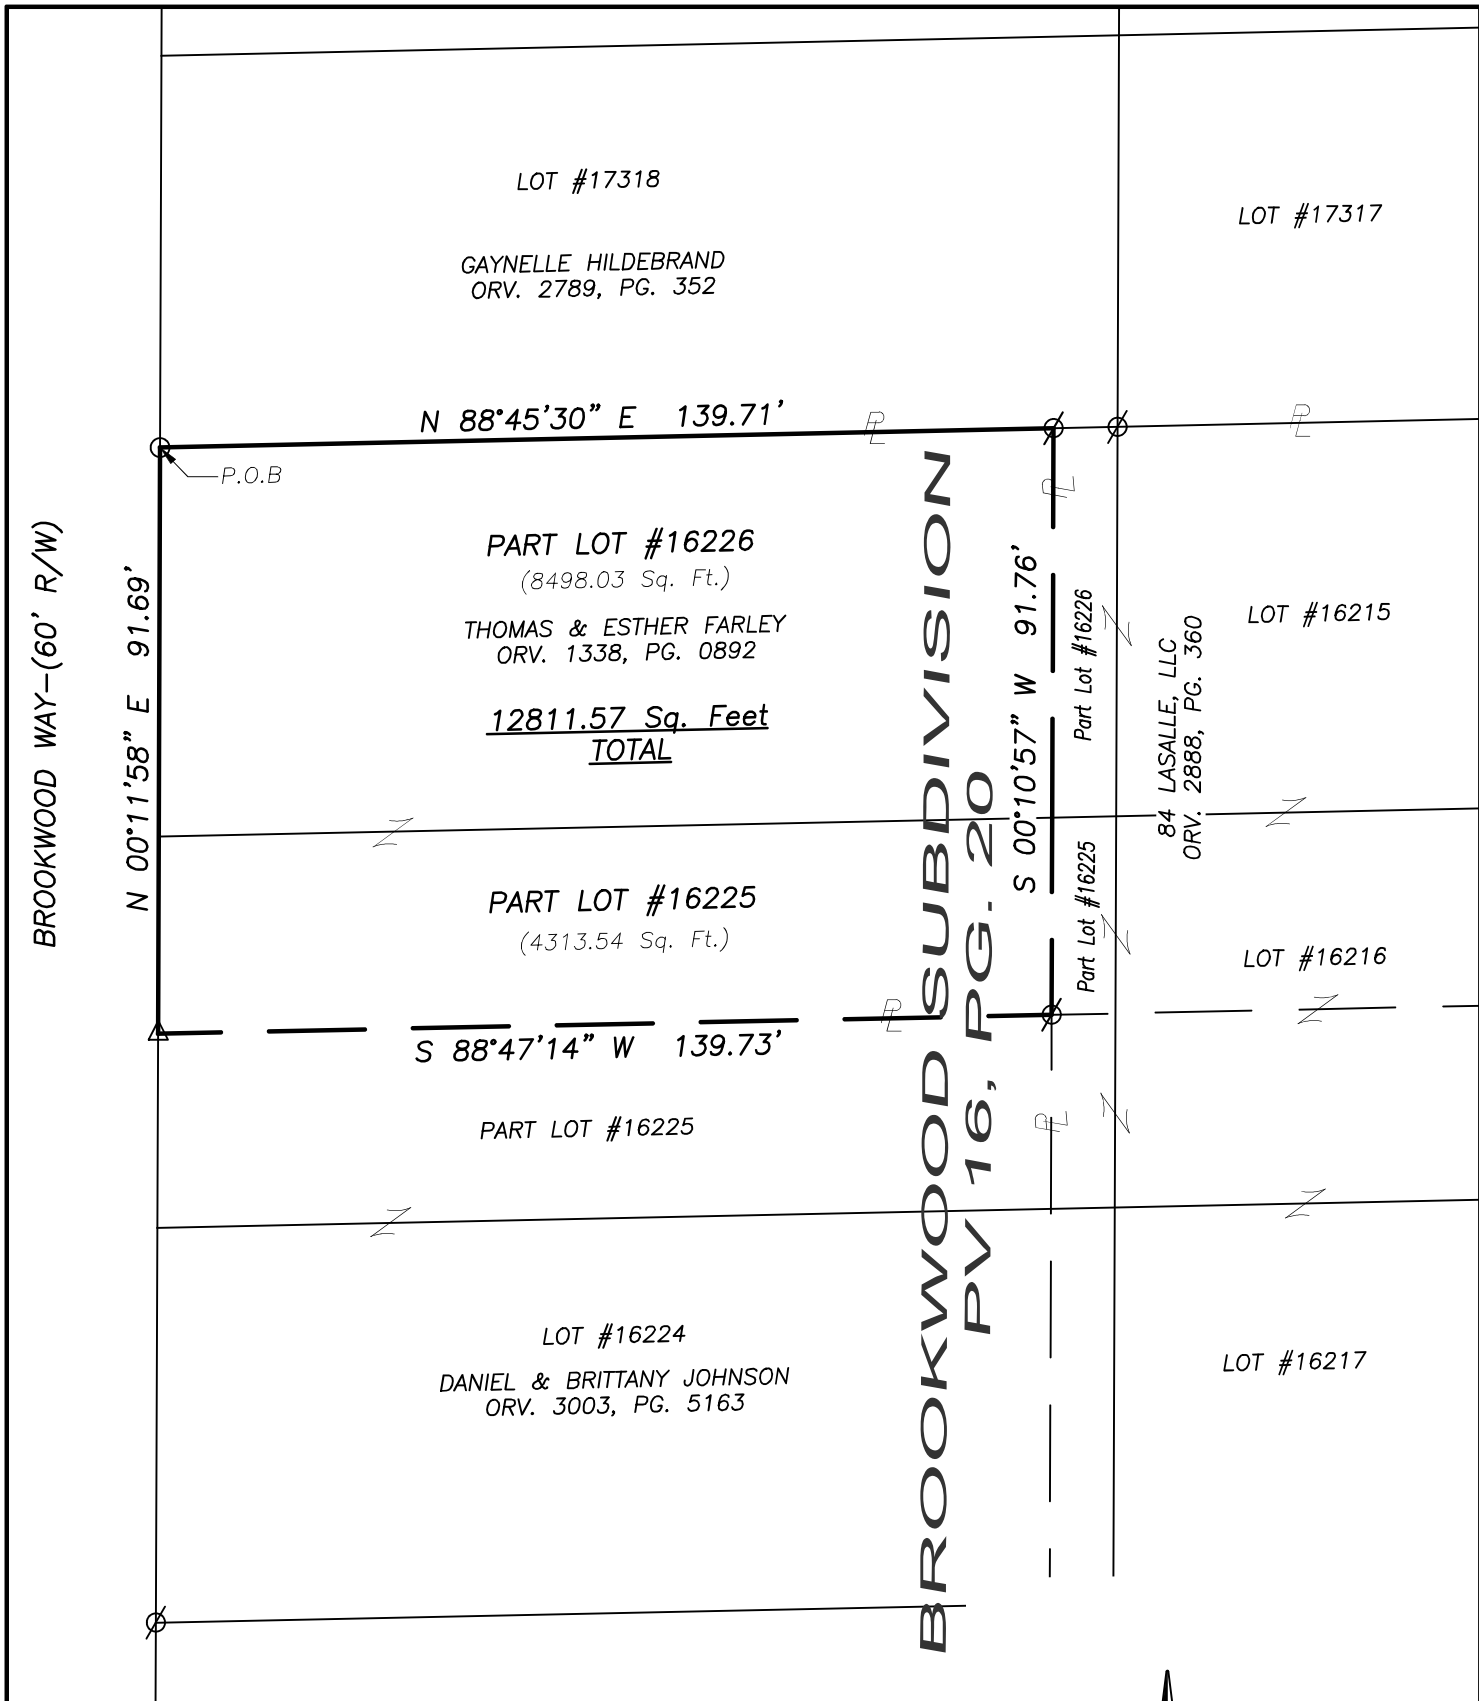 LOT #17318
LOT #17317
GAYNELLE HILDEBRAND
ORV. 2789, PG. 352
N 88°45'30" E 139.71'
P.O.B
PART LOT #16226
(8498.03 Sq. Ft.)
THOMAS & ESTHER FARLEY
ORV. 1338, PG. 0892
12811.57 Sq. Feet
TOTAL
BROOKWOOD WAY-(60' R/W)
N 00°11'58" E 91.69'
PART LOT #16225
(4313.54 Sq. Ft.)
S 88°47'14" W 139.73'
BROOKWOOD SUBDIVISION
PV 16, PG. 20
S 00°10'57" W 91.76'
Part Lot #16226
Part Lot #16225
84 LASALLE, LLC
ORV. 2888, PG. 360
LOT #16215
LOT #16216
PART LOT #16225
LOT #16224
DANIEL & BRITTANY JOHNSON
ORV. 3003, PG. 5163
LOT #16217